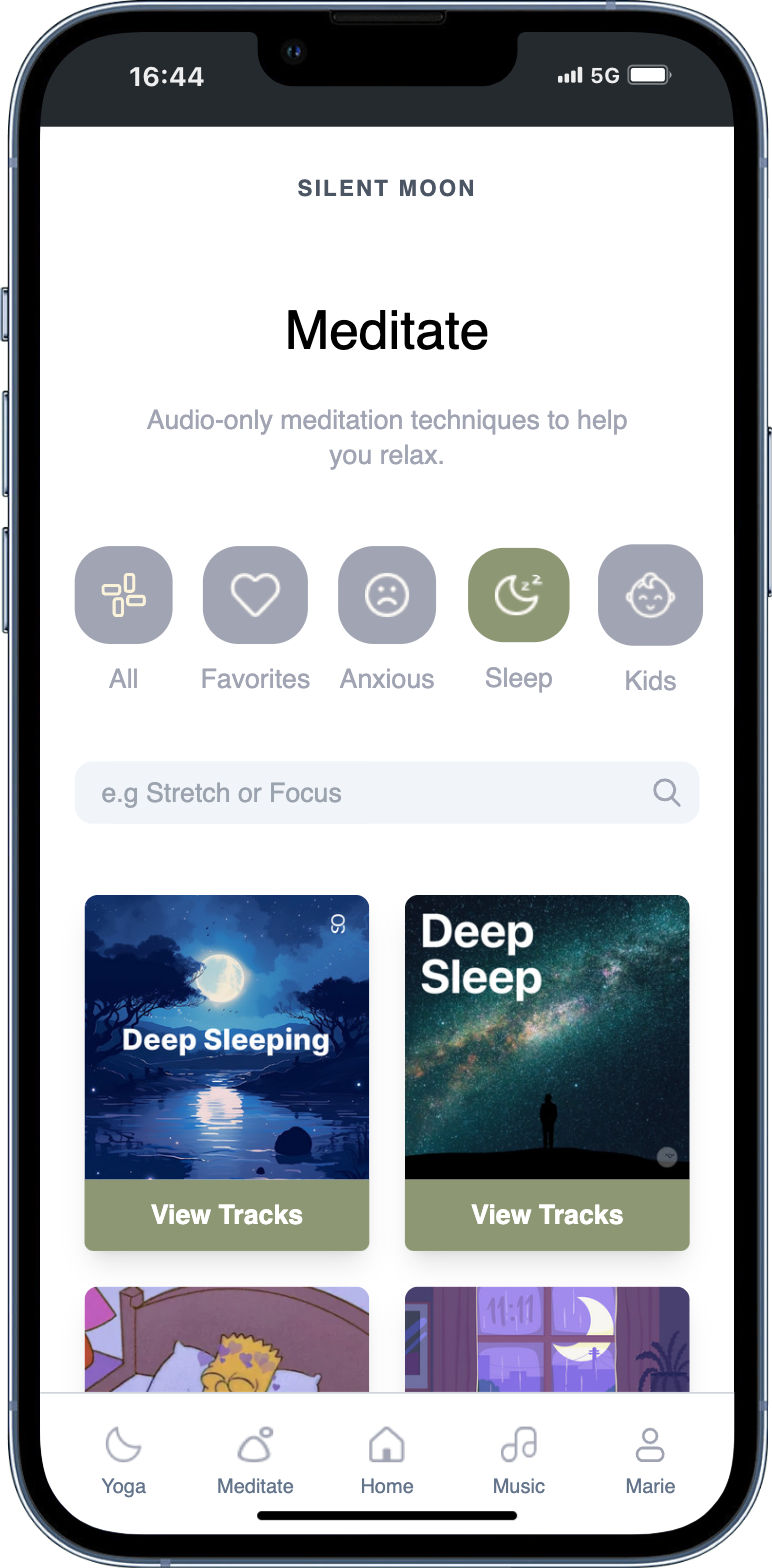 16:44
5G
SILENT MOON
Meditate
Audio-only meditation techniques to help
you relax.
All
Favorites
Anxious
Sleep
Kids
e.g Stretch or Focus
Deep Sleeping
Deep
Sleep
View Tracks
View Tracks
11:11
Yoga
Meditate
Home
Music
Marie